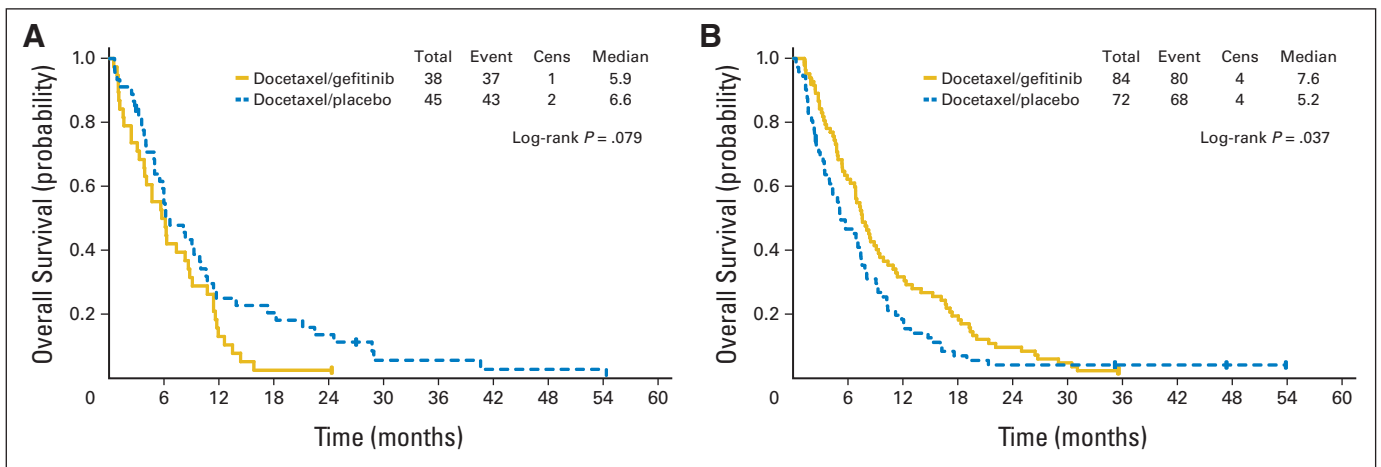 A
Total Event Cens Median
Docetaxel/gefitinib 38 37 1 5.9
Docetaxel/placebo 45 43 2 6.6
Log-rank P = .079
Overall Survival (probability)
1.0
0.8
0.6
0.4
0.2
0 6 12 18 24 30 36 42 48 54 60
Time (months)
B
Total Event Cens Median
Docetaxel/gefitinib 84 80 4 7.6
Docetaxel/placebo 72 68 4 5.2
Log-rank P = .037
Overall Survival (probability)
1.0
0.8
0.6
0.4
0.2
0 6 12 18 24 30 36 42 48 54 60
Time (months)